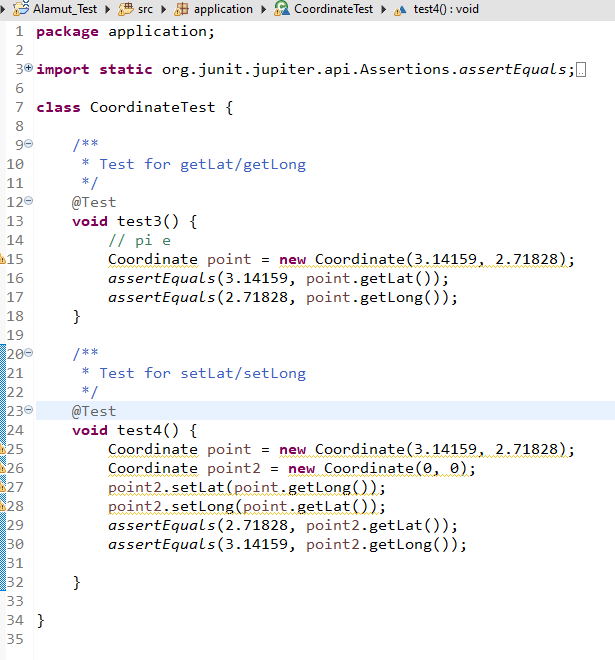 Alamut_Test src application CoordinateTest test4() : void
1 package application;
2
3 import static org.junit.jupiter.api.Assertions.assertEquals;
6
7 class CoordinateTest {
8
9 /**
10 * Test for getLat/getLong
11 */
12 @Test
13 void test3() {
14 // pi e
15 Coordinate point = new Coordinate(3.14159, 2.71828);
16 assertEquals(3.14159, point.getLat());
17 assertEquals(2.71828, point.getLong());
18 }
19
20 /**
21 * Test for setLat/setLong
22 */
23 @Test
24 void test4() {
25 Coordinate point = new Coordinate(3.14159, 2.71828);
26 Coordinate point2 = new Coordinate(0, 0);
27 point2.setLat(point.getLong());
28 point2.setLong(point.getLat());
29 assertEquals(2.71828, point2.getLat());
30 assertEquals(3.14159, point2.getLong());
31
32 }
33
34 }
35